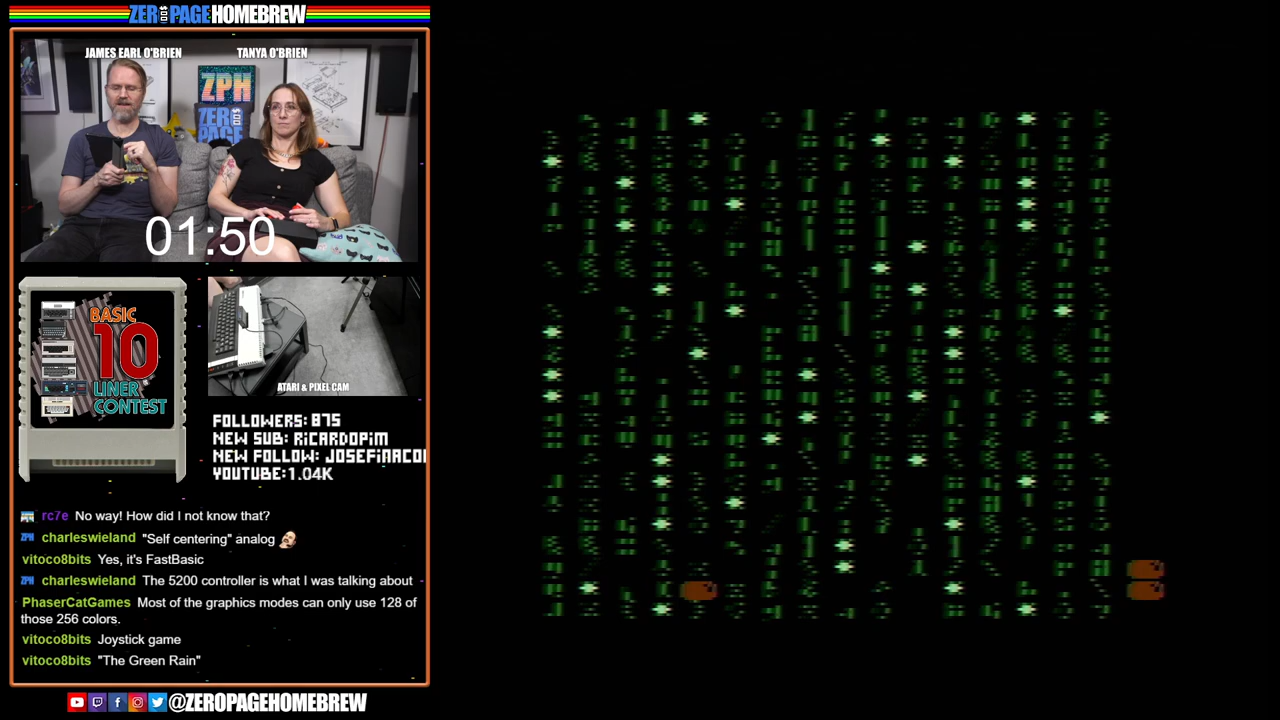 ZERO PAGE HOMEBREW
JAMES EARL O'BRIEN
TANYA O'BRIEN
ZPH
ZERO
PAGE
01:50
BASIC
10
LINER
CONTEST
ATARI & PIXEL CAM
FOLLOWERS: 875
NEW SUB: RICARDOPIM
NEW FOLLOW: JOSEFINACO
YOUTUBE:1.04K
rc7e No way! How did I not know that?
charleswieland "Self centering" analog
vitoco8bits Yes, it's FastBasic
charleswieland The 5200 controller is what I was talking about
PhaserCatGames Most of the graphics modes can only use 128 of
those 256 colors.
vitoco8bits Joystick game
vitoco8bits "The Green Rain"
@ZEROPAGEHOMEBREW